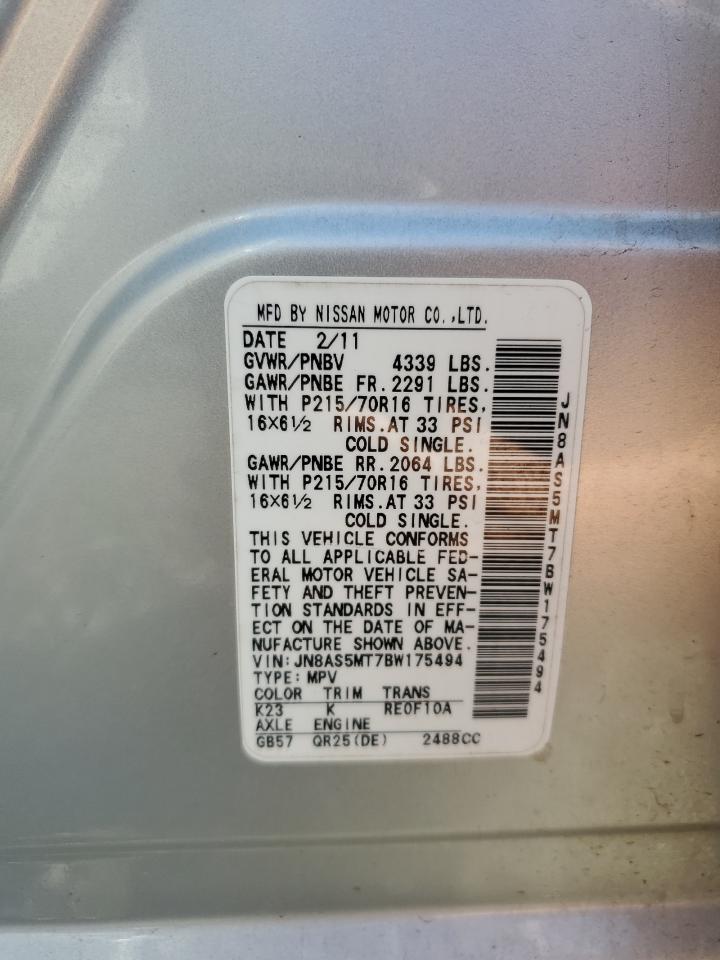 MFD BY NISSAN MOTOR CO.,LTD.
DATE 2/11
GVWR/PNBV 4339 LBS.
GAWR/PNBE FR.2291 LBS.
WITH P215/70R16 TIRES,
16×6½ RIMS.AT 33 PSI
COLD SINGLE.
GAWR/PNBE RR.2064 LBS.
WITH P215/70R16 TIRES,
16×6½ RIMS.AT 33 PSI
COLD SINGLE.
THIS VEHICLE CONFORMS
TO ALL APPLICABLE FED-
ERAL MOTOR VEHICLE SA-
FETY AND THEFT PREVEN-
TION STANDARDS IN EFF-
ECT ON THE DATE OF MA-
NUFACTURE SHOWN ABOVE.
VIN:JN8AS5MT7BW175494
TYPE:MPV
COLOR TRIM TRANS
K23 K RE0F10A
AXLE ENGINE
GB57 QR25(DE) 2488CC
JN8AS5MT7BW175494